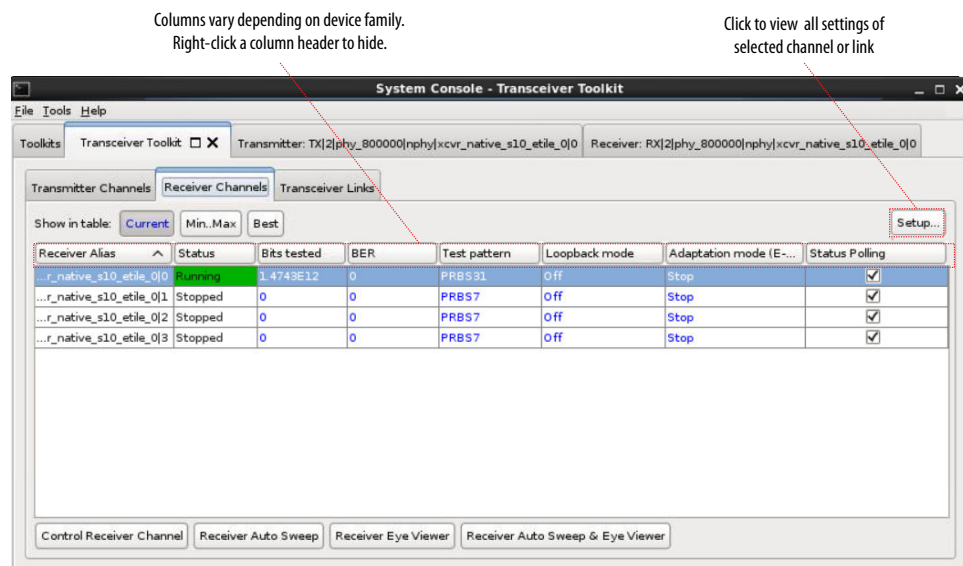 Columns vary depending on device family.
Right-click a column header to hide.
Click to view all settings of
selected channel or link
System Console - Transceiver Toolkit
File Tools Help
Toolkits Transceiver Toolkit Transmitter: TX|2|phy_800000|nphy|xcvr_native_s10_etile_0|0 Receiver: RX|2|phy_800000|nphy|xcvr_native_s10_etile_0|0
Transmitter Channels Receiver Channels Transceiver Links
Show in table: Current Min..Max Best Setup...
Receiver Alias Status Bits tested BER Test pattern Loopback mode Adaptation mode (E-... Status Polling
...r_native_s10_etile_0|0 Running 1.4743E12 0 PRBS31 Off Stop
...r_native_s10_etile_0|1 Stopped 0 0 PRBS7 Off Stop
...r_native_s10_etile_0|2 Stopped 0 0 PRBS7 Off Stop
...r_native_s10_etile_0|3 Stopped 0 0 PRBS7 Off Stop
Control Receiver Channel Receiver Auto Sweep Receiver Eye Viewer Receiver Auto Sweep & Eye Viewer